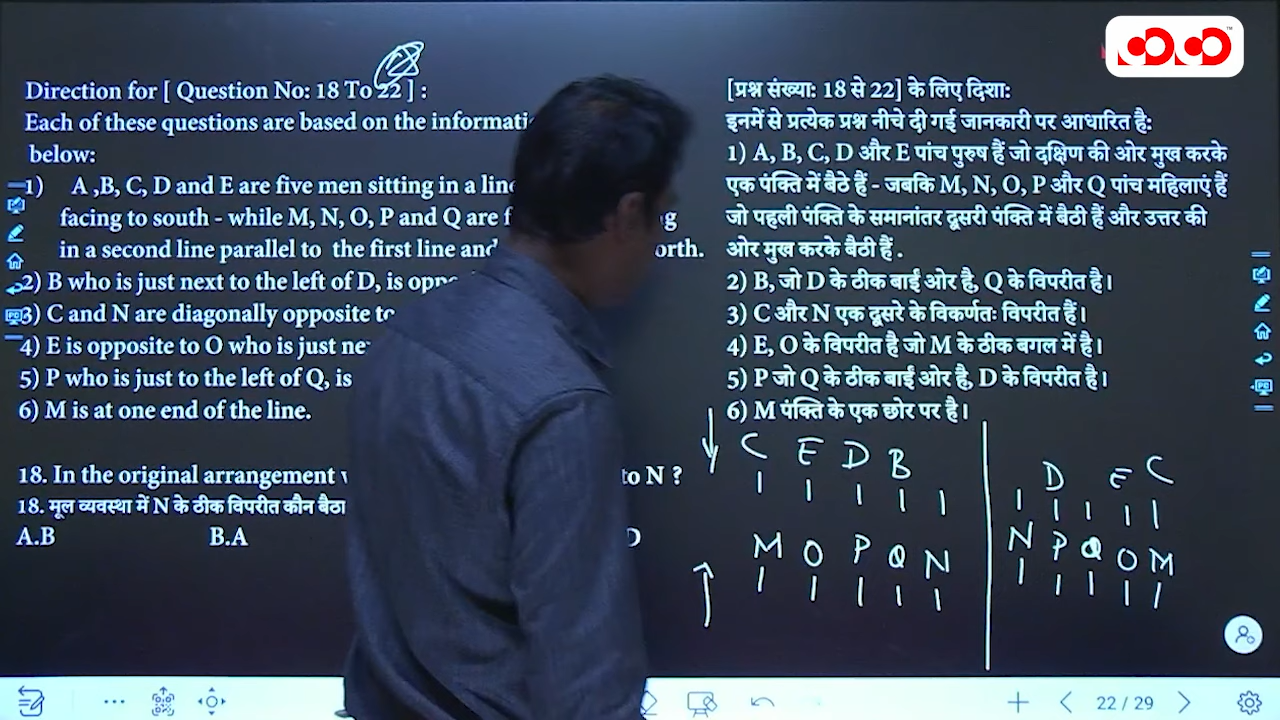 Direction for [ Question No: 18 To 22 ] :
Each of these questions are based on the
below:
1) A ,B, C, D and E are five men sitting in a
facing to south - while M, N, O, P and Q are
in a second line parallel to the first line and
2) B who is just next to the left of D, is
3) C and N are diagonally opposite to
4) E is opposite to O who is just
5) P who is just to the left of Q, is
6) M is at one end of the line.
18. In the original arrangement to N ?
18. मूल व्यवस्था में N के ठीक विपरीत कौन
A.B B.A D
[प्रश्न संख्या: 18 से 22] के लिए दिशा:
इनमें से प्रत्येक प्रश्न नीचे दी गई जानकारी पर आधारित है:
1) A, B, C, D और E पांच पुरुष हैं जो दक्षिण की ओर मुख करके
एक पंक्ति में बैठे हैं - जबकि M, N, O, P और Q पांच महिलाएं हैं
जो पहली पंक्ति के समानांतर दूसरी पंक्ति में बैठी हैं और उत्तर की
ओर मुख करके बैठी हैं .
2) B, जो D के ठीक बाईं ओर है, Q के विपरीत है।
3) C और N एक दूसरे के विकर्णतः विपरीत हैं।
4) E, O के विपरीत है जो M के ठीक बगल में है।
5) P जो Q के ठीक बाईं ओर है, D के विपरीत है।
6) M पंक्ति के एक छोर पर है।
C E D B
M O P Q N
D E C
N P Q O M
22 / 29